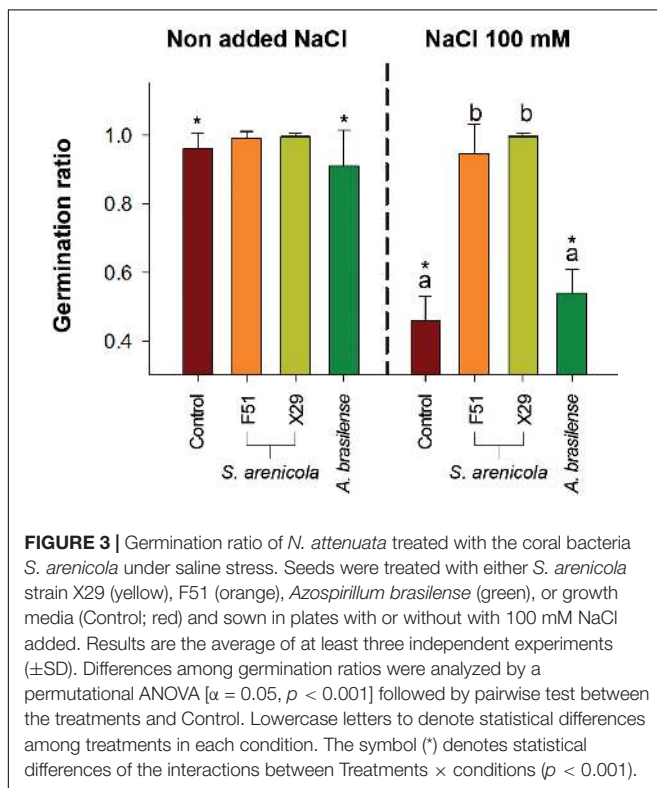 Non added NaCl
NaCl 100 mM
* * b b
1.0
* a
* a
0.8
0.6
0.4
Germination ratio
Control
F51
X29
A. brasilense
Control
F51
X29
A. brasilense
S. arenicola
S. arenicola
FIGURE 3 | Germination ratio of N. attenuata treated with the coral bacteria
S. arenicola under saline stress. Seeds were treated with either S. arenicola
strain X29 (yellow), F51 (orange), Azospirillum brasilense (green), or growth
media (Control; red) and sown in plates with or without with 100 mM NaCl
added. Results are the average of at least three independent experiments
(±SD). Differences among germination ratios were analyzed by a
permutational ANOVA [α = 0.05, p < 0.001] followed by pairwise test between
the treatments and Control. Lowercase letters to denote statistical differences
among treatments in each condition. The symbol (*) denotes statistical
differences of the interactions between Treatments × conditions (p < 0.001).